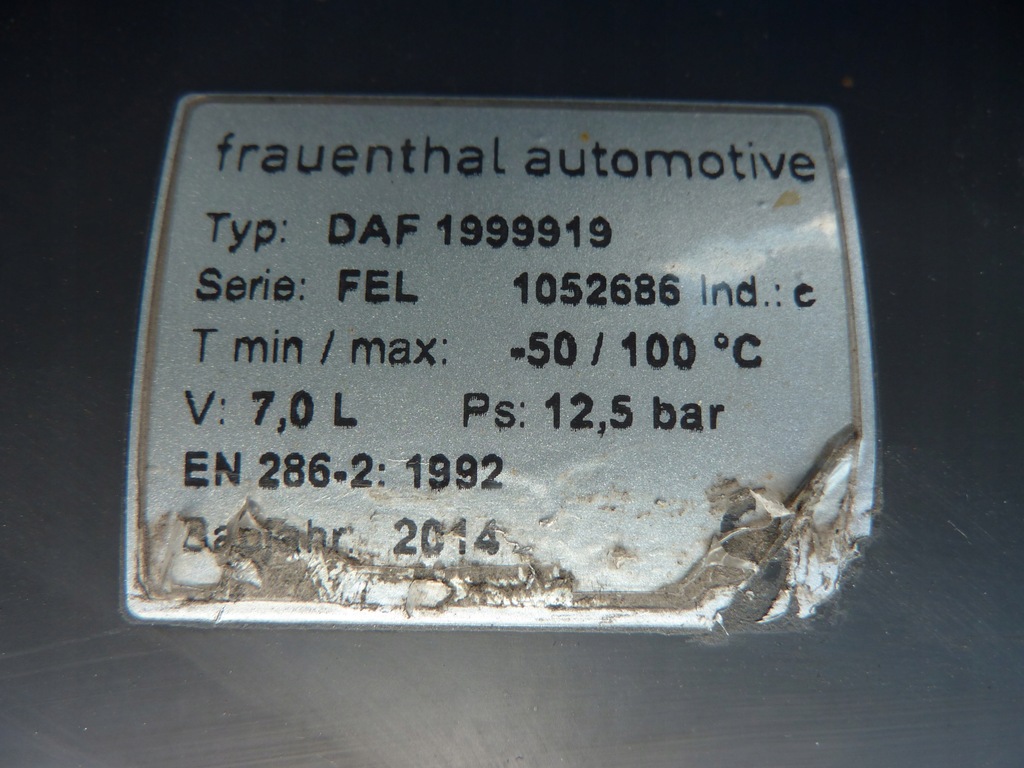 frauenthal automotive
Typ: DAF 1999919
Serie: FEL 1052686 Ind.: c
T min / max: -50 / 100 °C
V: 7,0 L Ps: 12,5 bar
EN 286-2: 1992
Baujahr: 2014